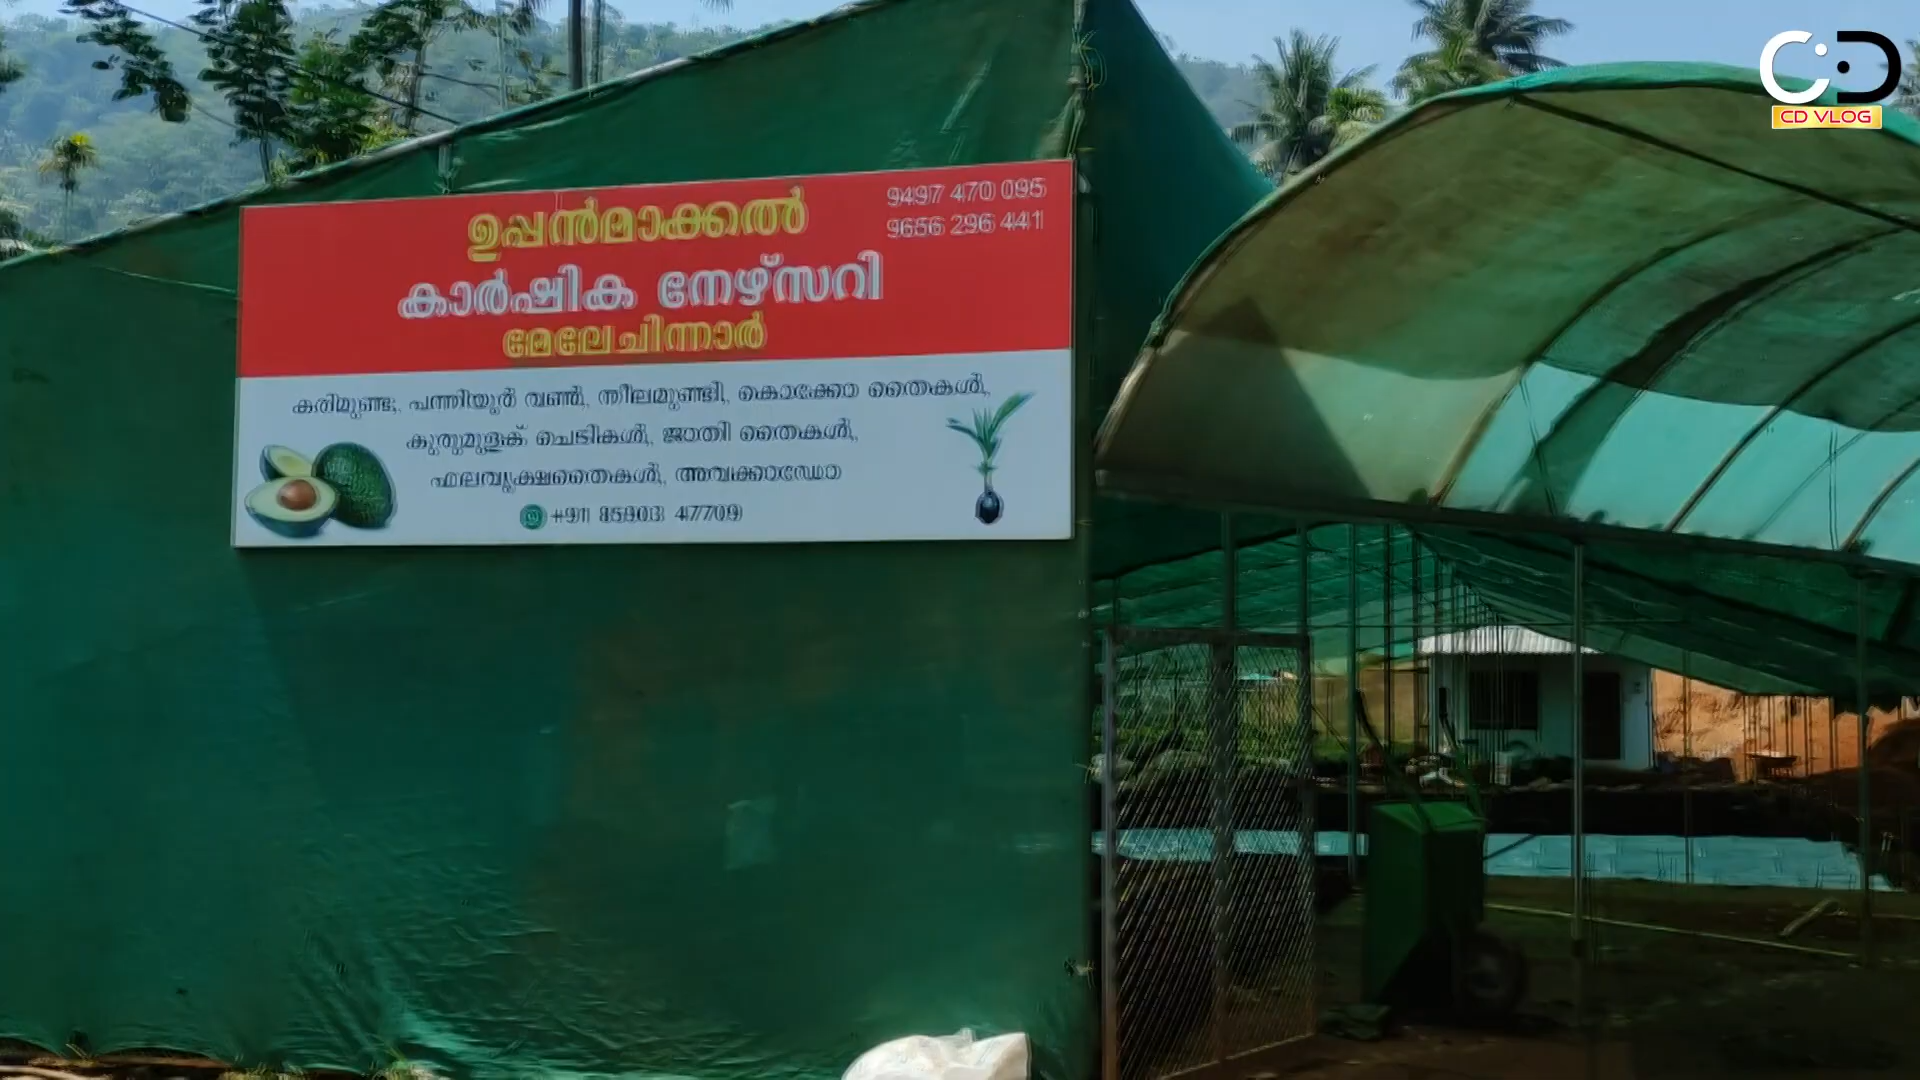 ഉപ്പൻമാക്കൽ
9497 470 095
9656 296 441
കാർഷിക നേഴ്സറി
മേലേചിന്നാർ
കരിമുണ്ട, പന്നിയൂർ വൺ, നീലമുണ്ടി, കൊക്കോ തൈകൾ,
കുരുമുളക് ചെടികൾ, ജാതി തൈകൾ,
ഫലവൃക്ഷതൈകൾ, അവക്കാഡോ
+91 85903 47709
CD VLOG